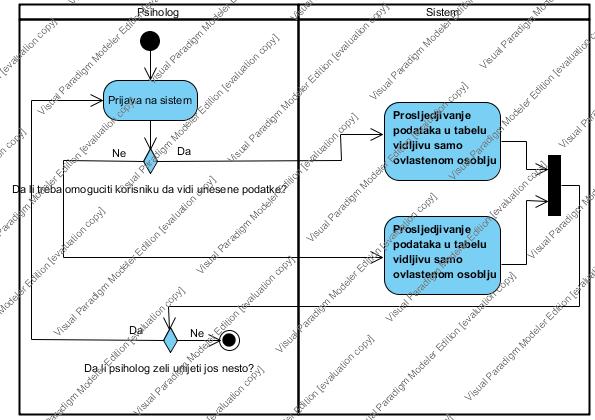 Psiholog
Sistem
Prijava na sistem
Ne
Da
Da li treba omoguciti korisniku da vidi unesene podatke?
Prosljedjivanje
podataka u tabelu
vidljivu samo
ovlastenom osoblju
Prosljedjivanje
podataka u tabelu
vidljivu samo
ovlastenom osoblju
Da
Ne
Da li psiholog zeli unijeti jos nesto?
Visual Paradigm Modeler Edition [evaluation copy]